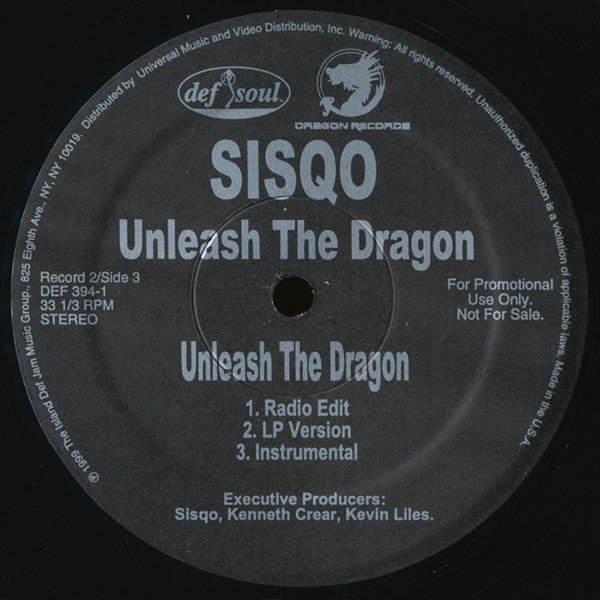 ℗ 1999 The Island Def Jam Music Group., 825 Eighth Ave., NY, NY 10019. Distributed by Universal Music and Video Distribution, Inc. Warning: All rights reserved. Unauthorized duplication is a violation of applicable laws. Made in the U.S.A.
def soul.
DRAGON RECORDS
SISQO
Unleash The Dragon
Record 2/Side 3
DEF 394-1
33 1/3 RPM
STEREO
For Promotional
Use Only.
Not For Sale.
Unleash The Dragon
1. Radio Edit
2. LP Version
3. Instrumental
Executive Producers:
Sisqo, Kenneth Crear, Kevin Liles.